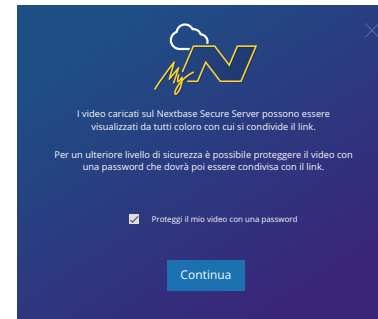 My N
I video caricati sul Nextbase Secure Server possono essere
visualizzati da tutti coloro con cui si condivide il link.
Per un ulteriore livello di sicurezza è possibile proteggere il video con
una password che dovrà poi essere condivisa con il link.
Proteggi il mio video con una password
Continua